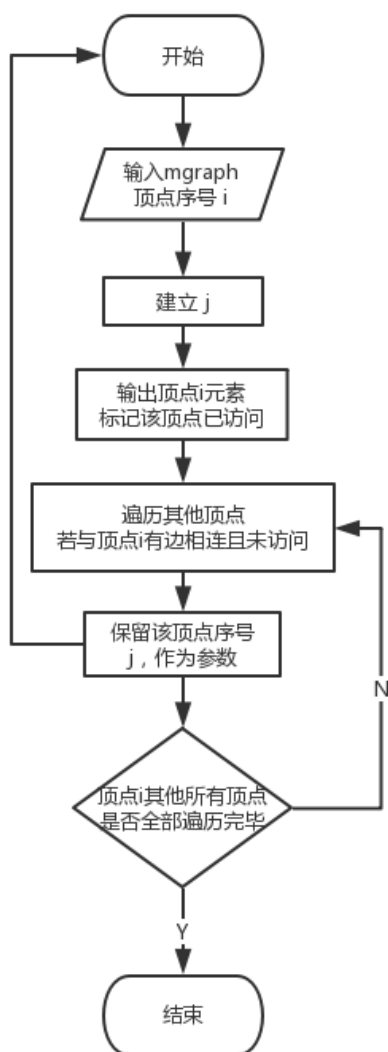 开始
输入mgraph
顶点序号 i
建立 j
输出顶点i元素
标记该顶点已访问
遍历其他顶点
若与顶点i有边相连且未访问
保留该顶点序号
j，作为参数
N
顶点i其他所有顶点
是否全部遍历完毕
Y
结束